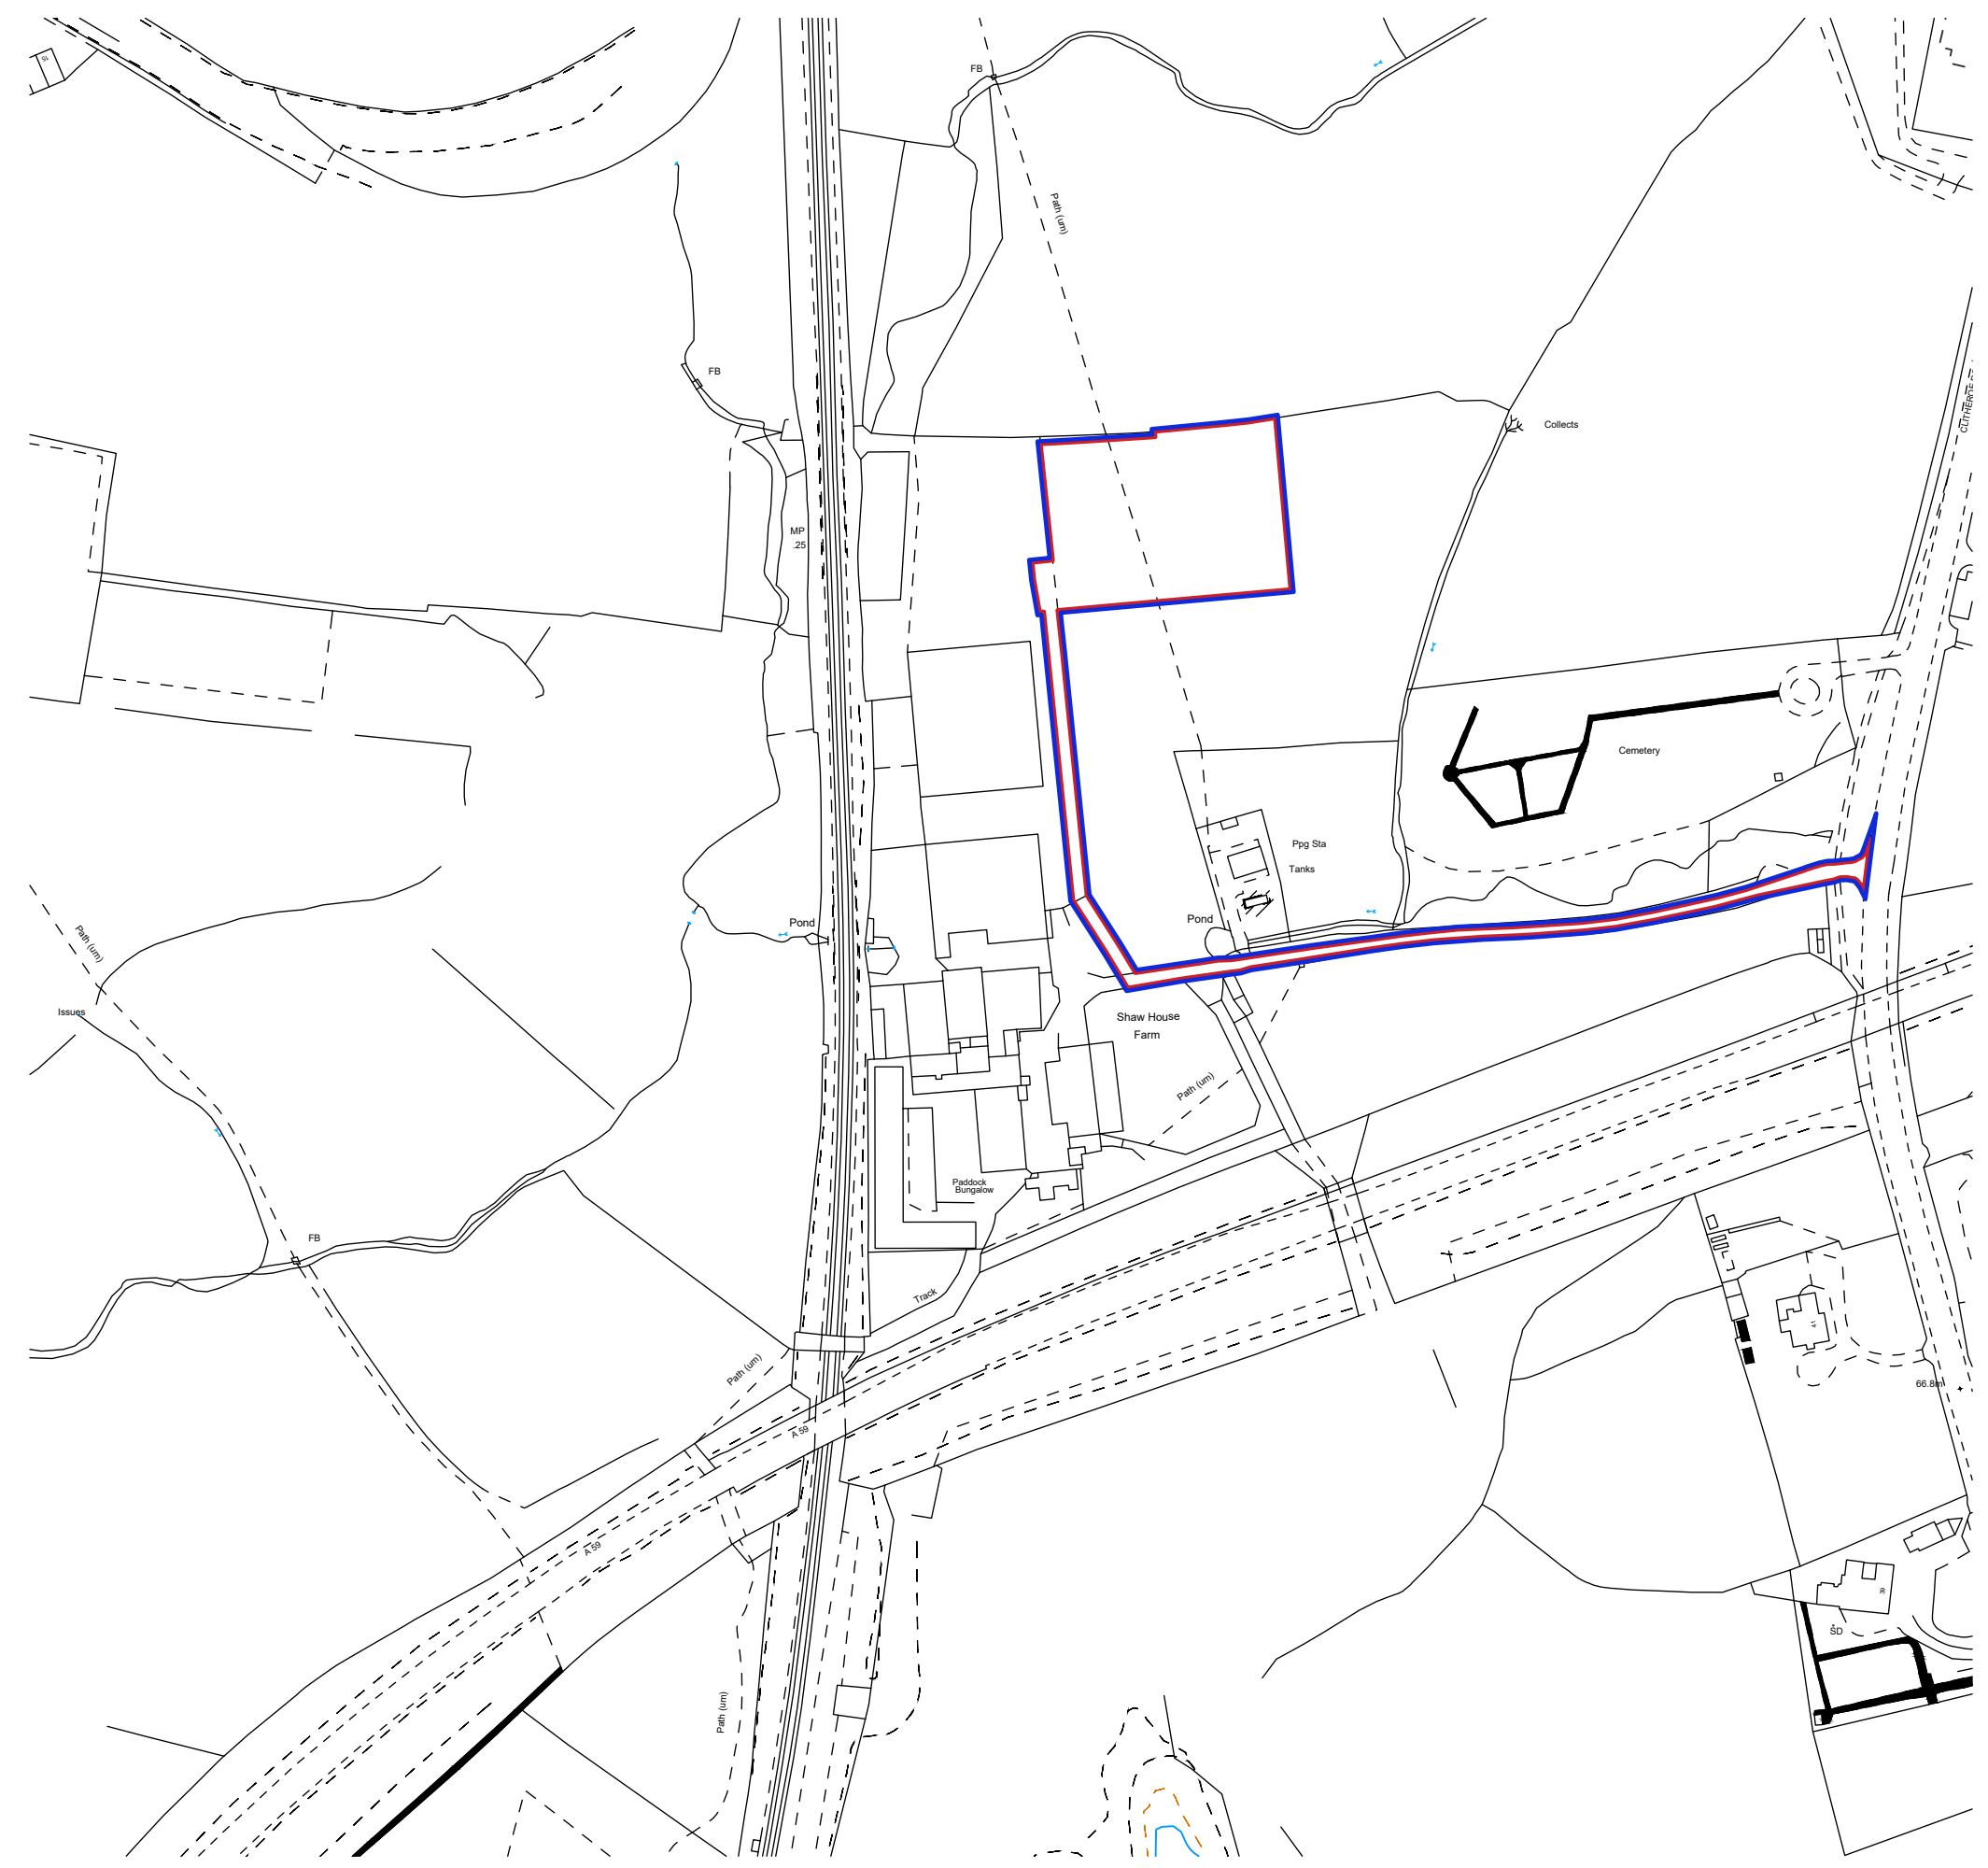 FB
Path (um)
FB
Collects
MP
.25
Cemetery
Ppg Sta
Tanks
Pond
Pond
Path (um)
Issues
Shaw House
Farm
Path (um)
Paddock
Bungalow
FB
Track
Path (um)
66.8m
A 59
A 59
SD
Path (um)